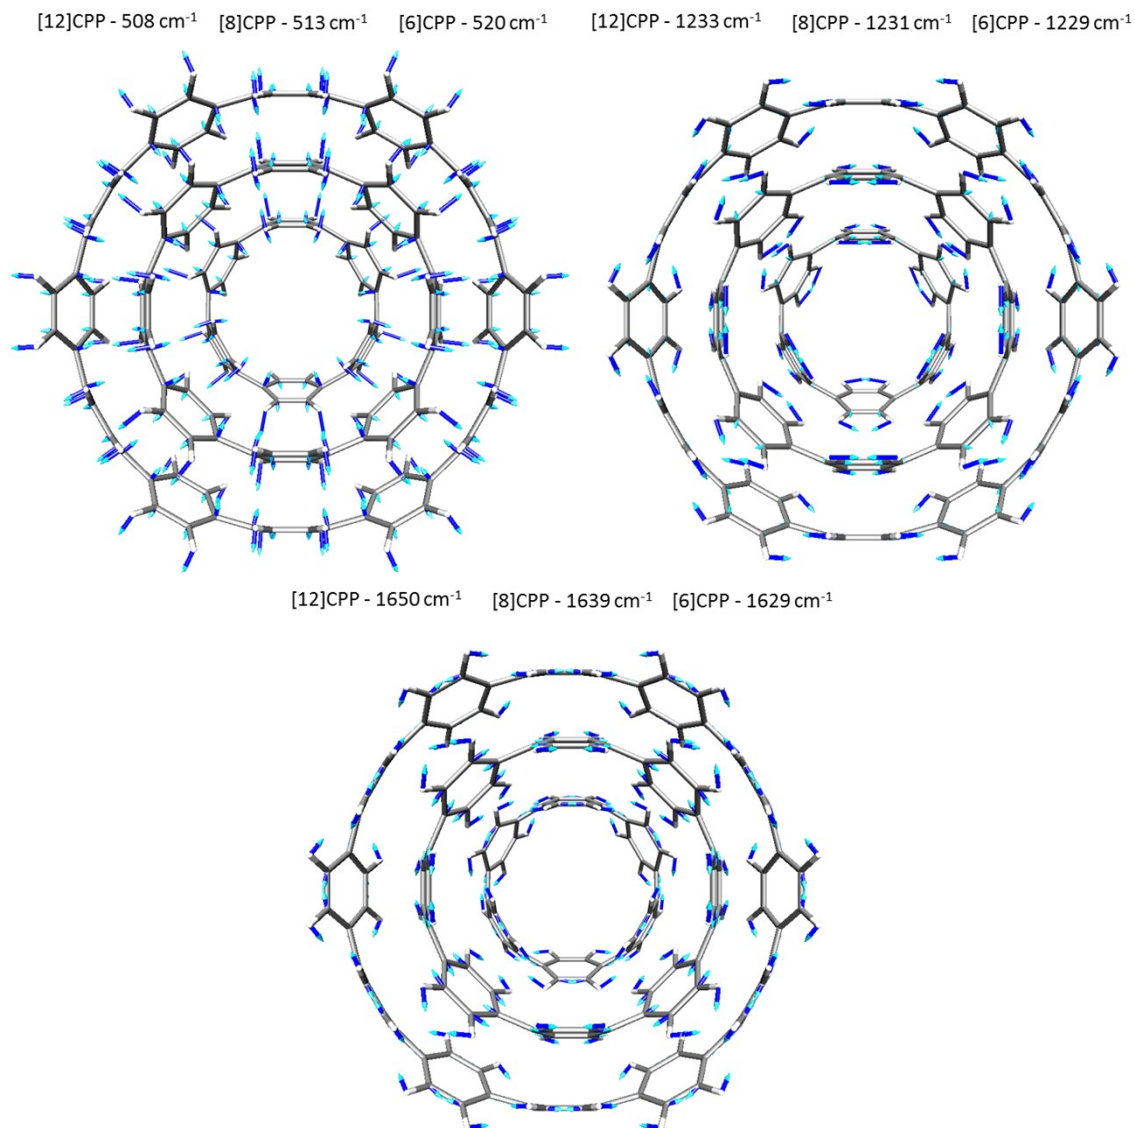 [12]CPP - 508 cm⁻¹ [8]CPP - 513 cm⁻¹ [6]CPP - 520 cm⁻¹ [12]CPP - 1233 cm⁻¹ [8]CPP - 1231 cm⁻¹ [6]CPP - 1229 cm⁻¹
[12]CPP - 1650 cm⁻¹ [8]CPP - 1639 cm⁻¹ [6]CPP - 1629 cm⁻¹